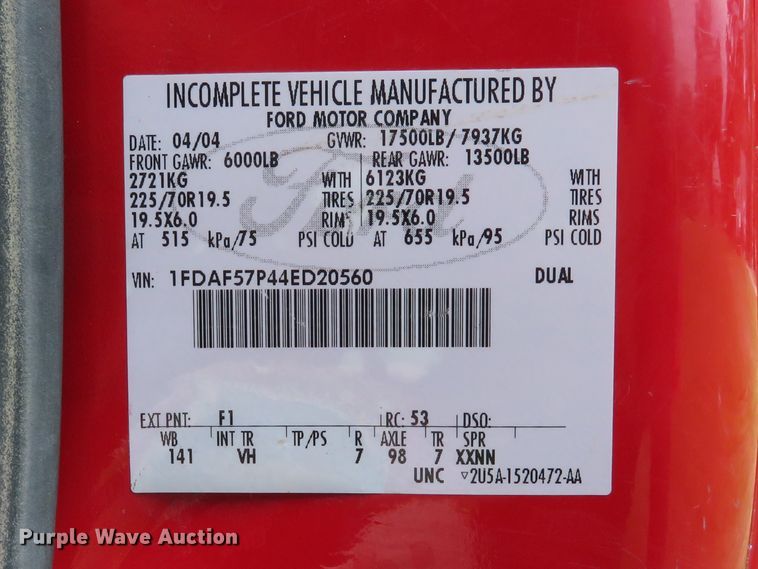 INCOMPLETE VEHICLE MANUFACTURED BY
FORD MOTOR COMPANY
DATE: 04/04 GVWR: 17500LB/7937KG
FRONT GAWR: 6000LB REAR GAWR: 13500LB
2721KG WITH 6123KG WITH
225/70R19.5 TIRES 225/70R19.5 TIRES
19.5X6.0 RIMS 19.5X6.0 RIMS
AT 515 kPa/75 PSI COLD AT 655 kPa/95 PSI COLD
VIN: 1FDAF57P44ED20560 DUAL
EXT PNT: F1 RC: 53 DSO:
WB INT TR TP/PS R AXLE TR SPR
141 VH 7 98 7 XXNN
UNC ▽2U5A-1520472-AA
Ford
Purple Wave Auction